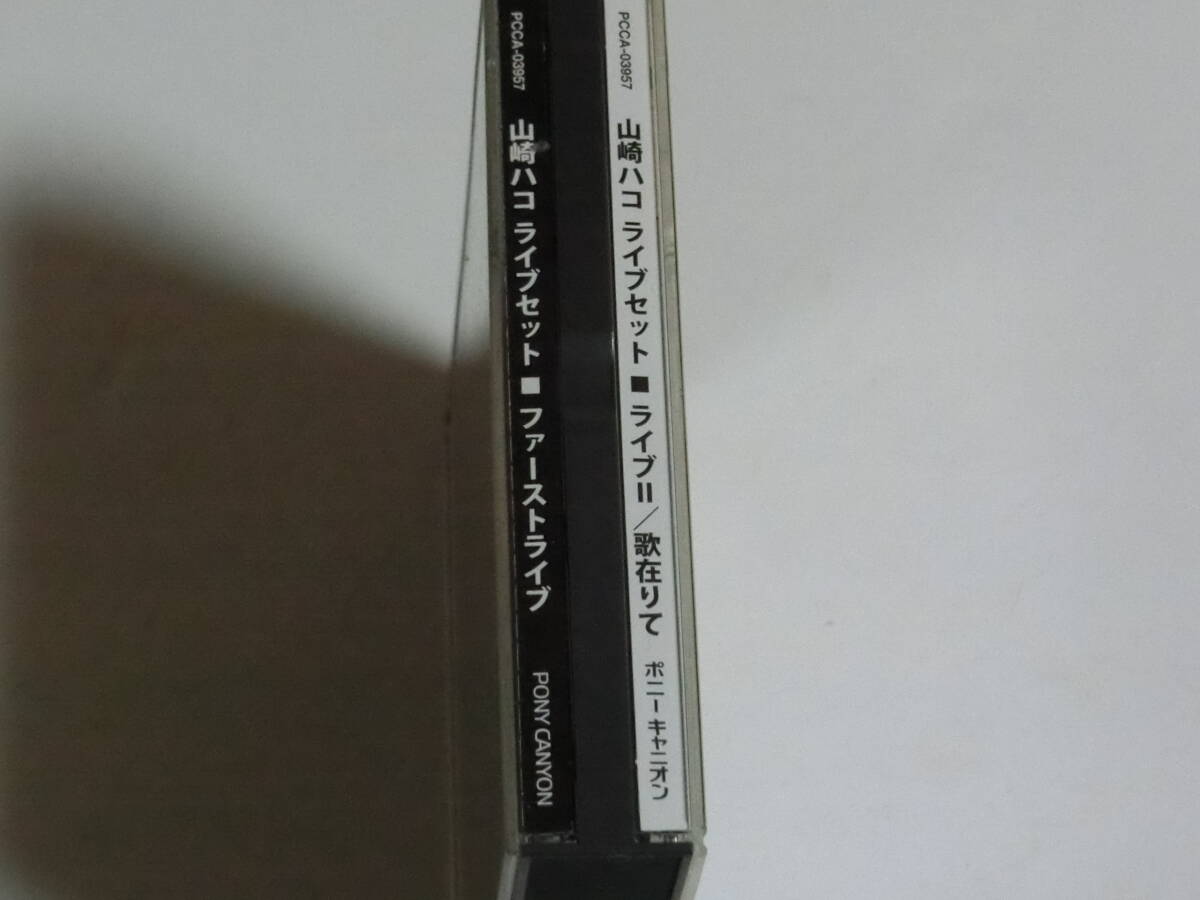 PCCA-03957 山崎ハコ ライブセット ■ ファーストライブ PONY CANYON
PCCA-03957 山崎ハコ ライブセット ■ ライブII／歌在りて ポニーキャニオン